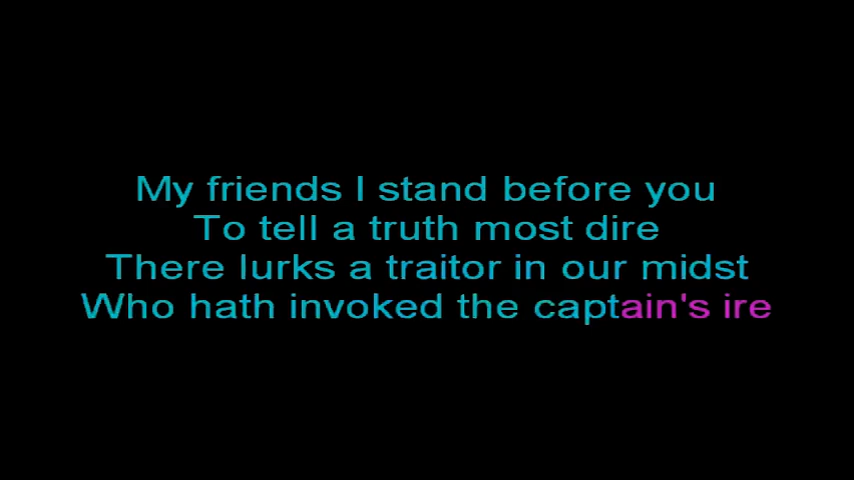 My friends I stand before you
To tell a truth most dire
There lurks a traitor in our midst
Who hath invoked the captain's ire